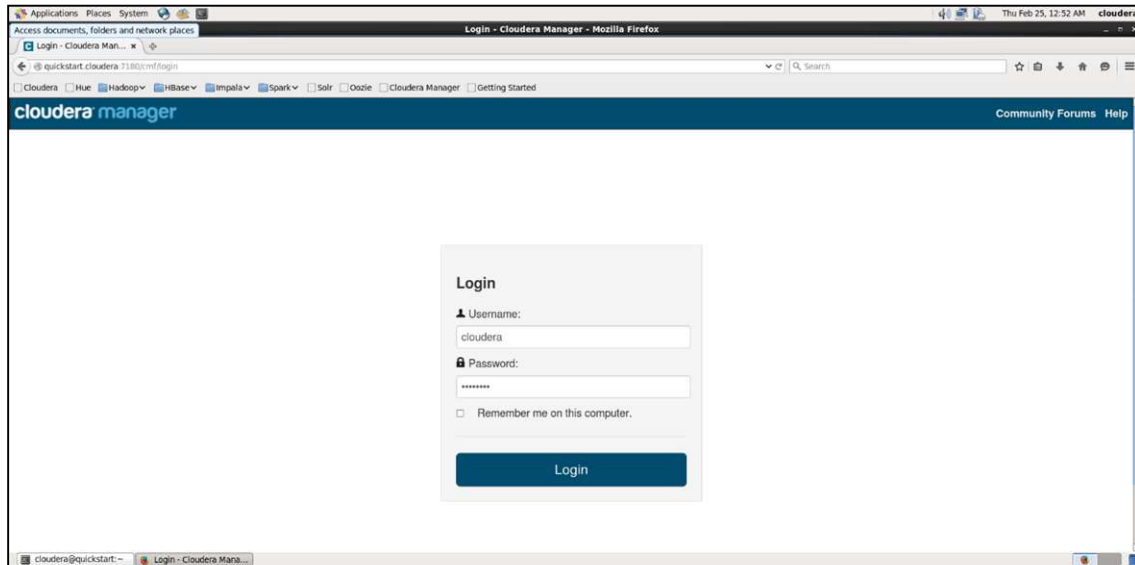 Applications Places System Thu Feb 25, 12:52 AM cloudera
Access documents, folders and network places Login - Cloudera Manager - Mozilla Firefox
Login - Cloudera Man...
quickstart.cloudera:7180/cmf/login Search
Cloudera Hue Hadoop HBase Impala Spark Solr Oozie Cloudera Manager Getting Started
cloudera manager Community Forums Help
Login
Username:
cloudera
Password:
••••••••
Remember me on this computer.
Login
cloudera@quickstart:~ Login - Cloudera Mana...